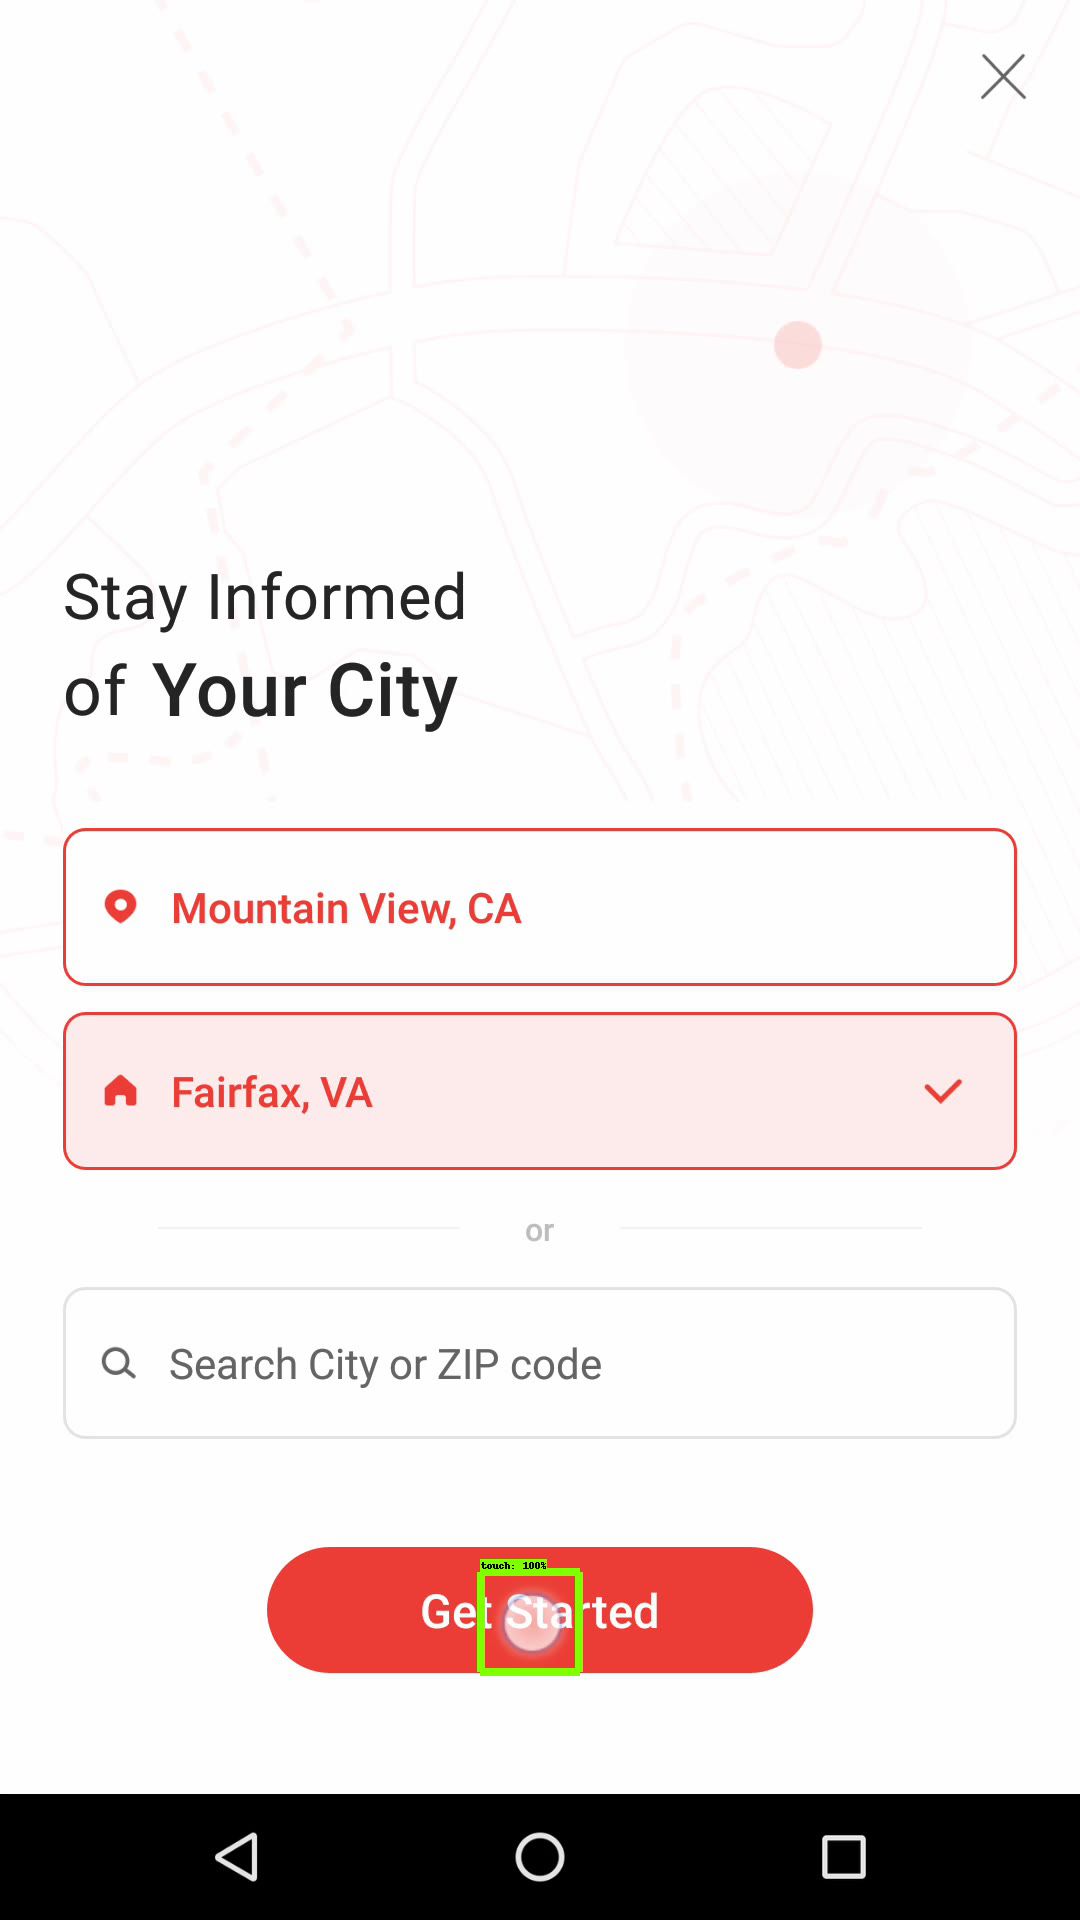 Stay Informed
of Your City
Mountain View, CA
Fairfax, VA
or
Search City or ZIP code
touch: 100%
Get Started